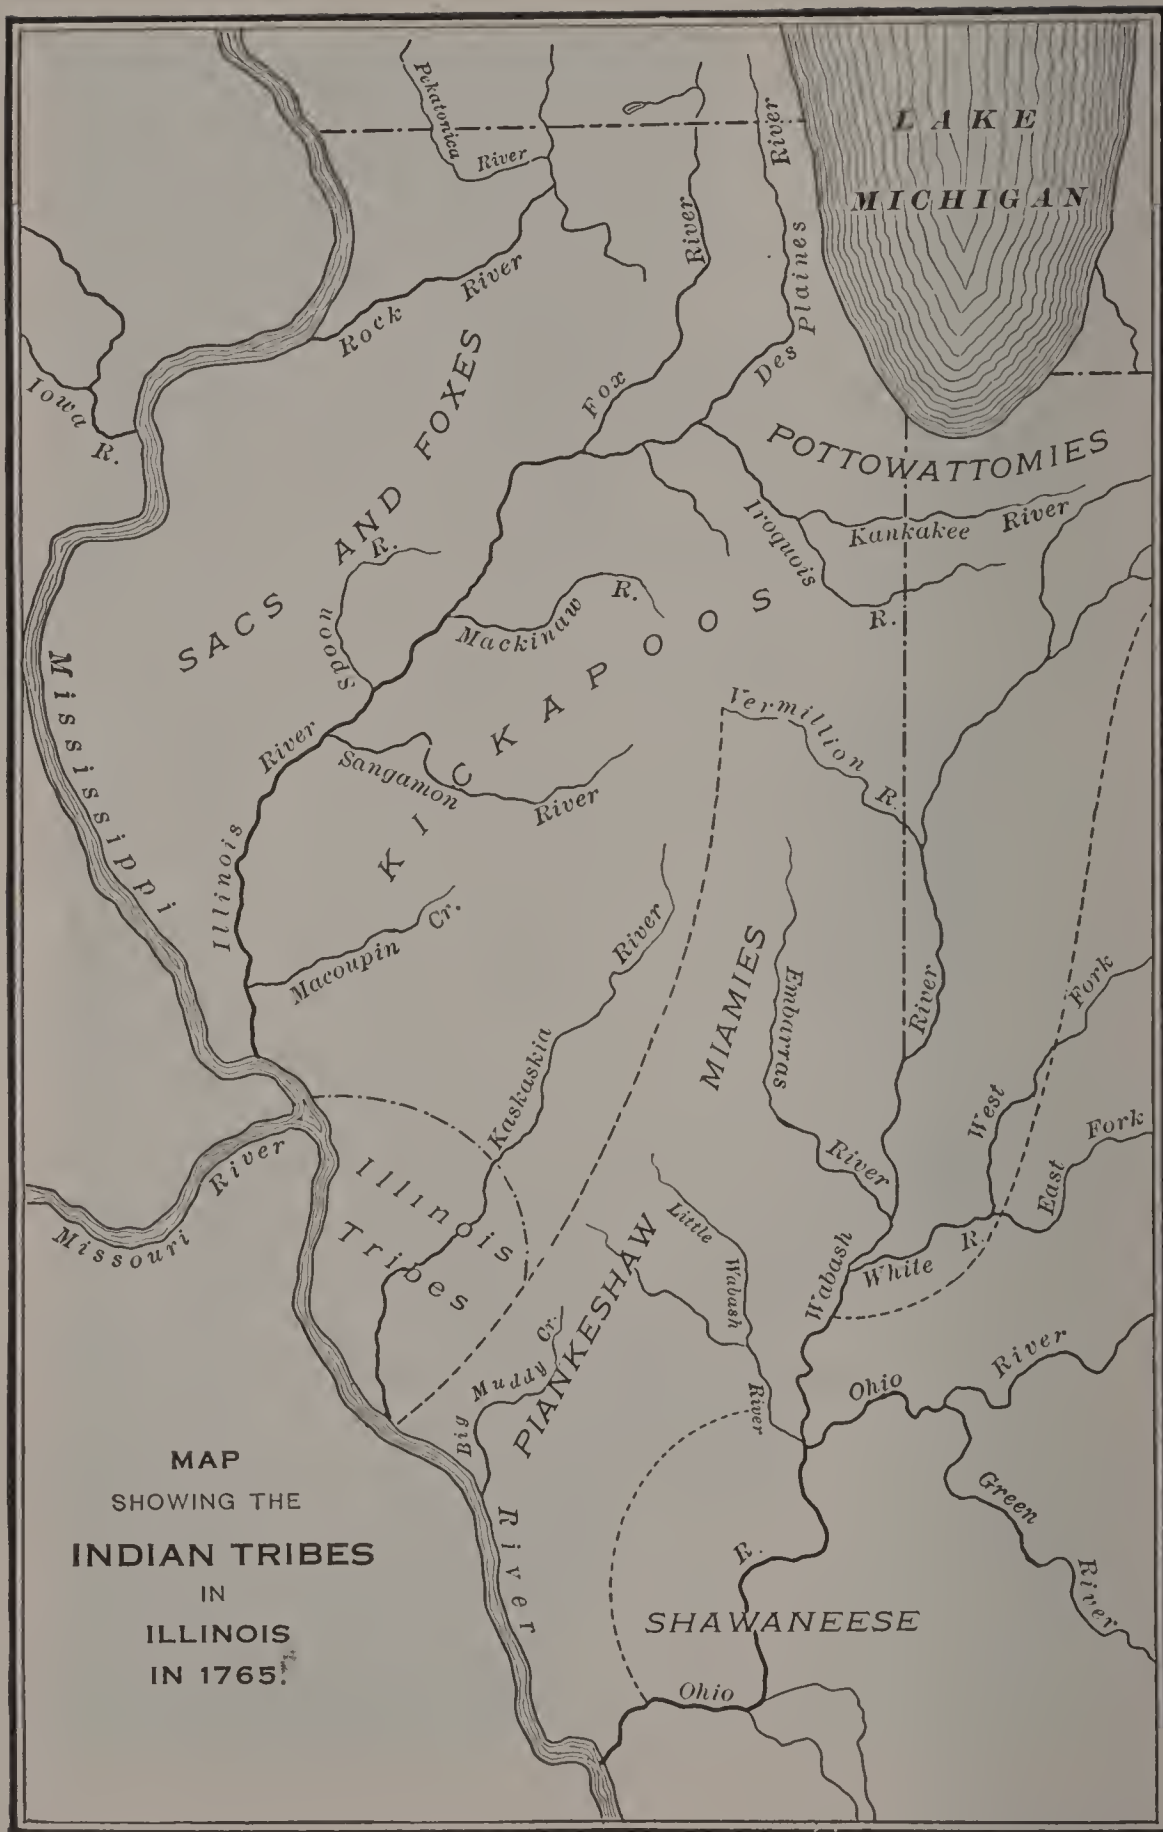 LAKE
MICHIGAN
Pekatonica River
Rock River
River
Fox
River
Des Plaines
Iowa R.
SACS AND FOXES
POTTOWATTOMIES
Kankakee River
Iroquois R.
Spoon R.
Mackinaw R.
KICKAPOOS
Mississippi
Illinois River
Sangamon River
Vermillion R.
Macoupin Cr.
Kaskaskia River
MIAMIES
Embarras River
River
West Fork
East Fork
Missouri River
Illinois
Tribes
PIANKESHAW
Little Wabash River
Wabash
White R.
Big Muddy Cr.
Ohio River
Green River
River
R.
SHAWANEESE
Ohio
MAP
SHOWING THE
INDIAN TRIBES
IN
ILLINOIS
IN 1765.